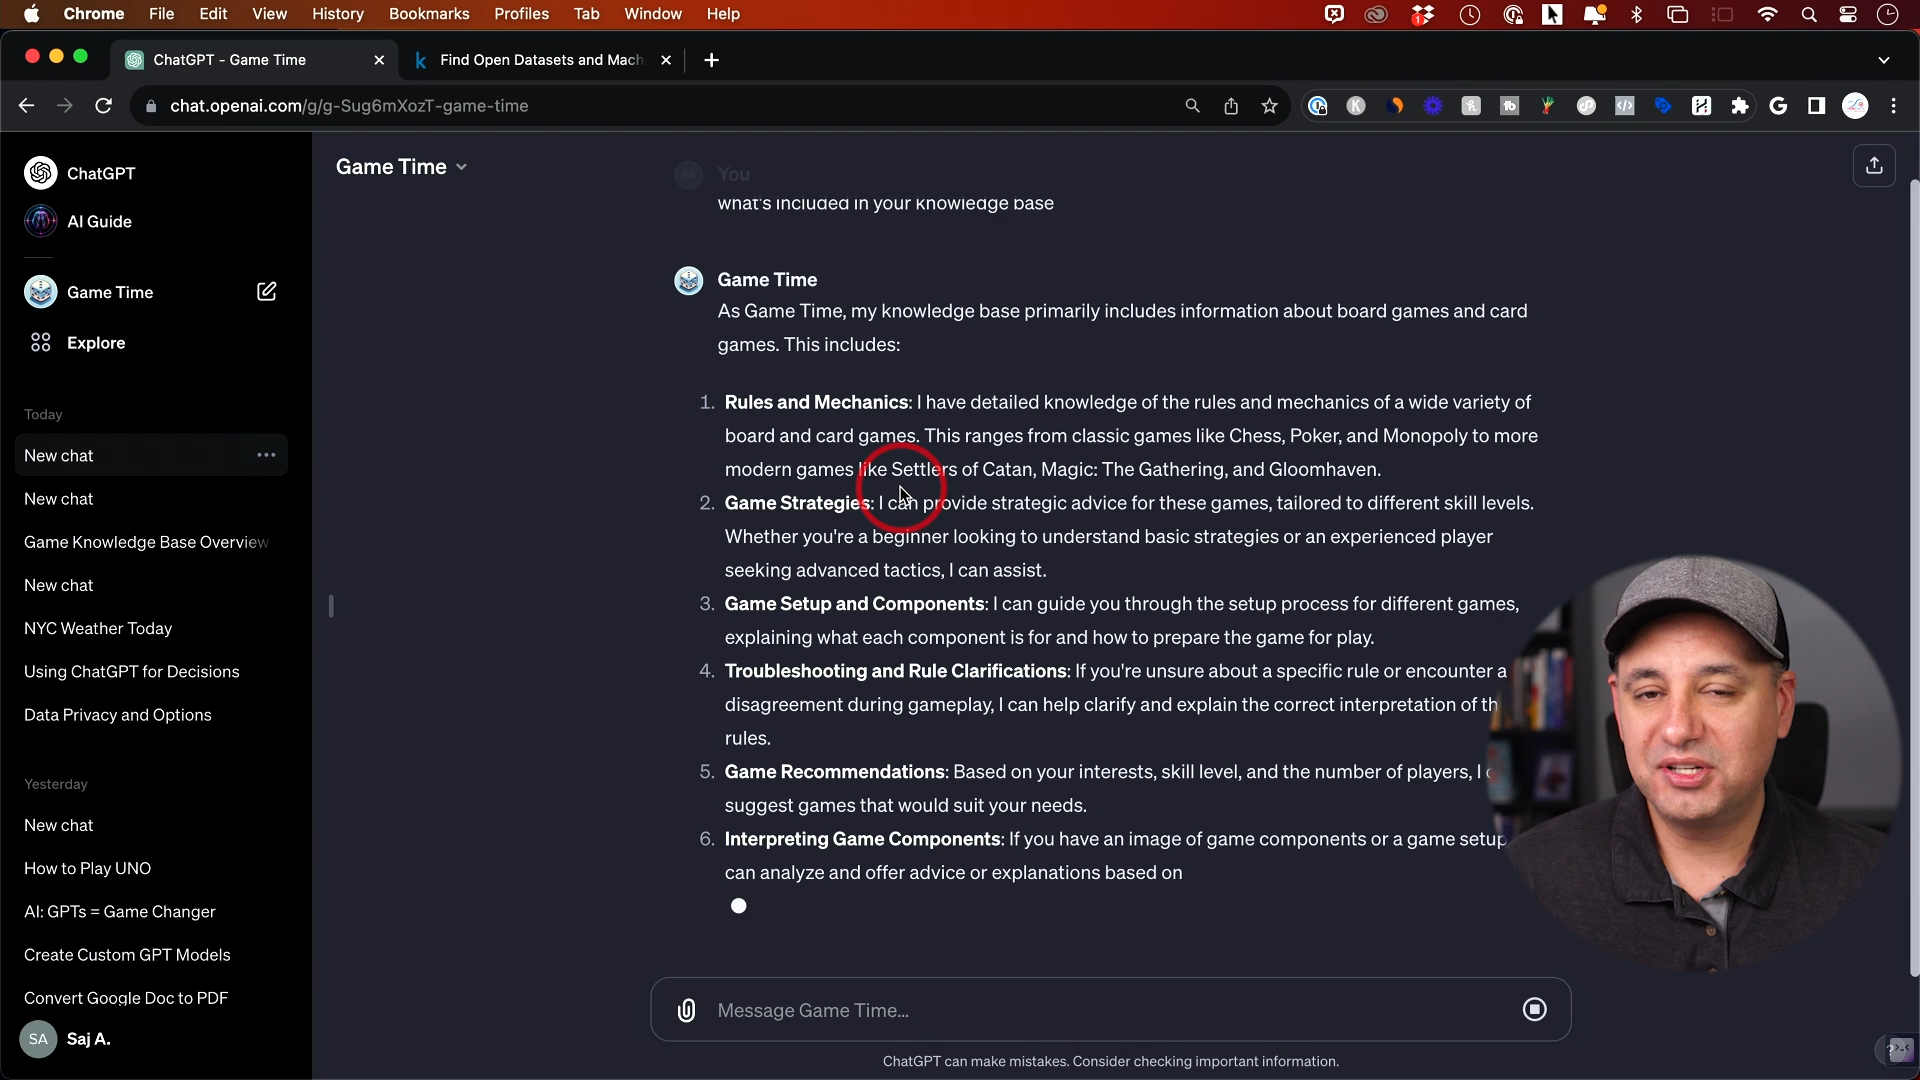 Chrome File Edit View History Bookmarks Profiles Tab Window Help
ChatGPT - Game Time
Find Open Datasets and Mach
chat.openai.com/g/g-Sug6mXozT-game-time
ChatGPT
AI Guide
Game Time
Explore
Today
New chat
New chat
Game Knowledge Base Overview
New chat
NYC Weather Today
Using ChatGPT for Decisions
Data Privacy and Options
Yesterday
New chat
How to Play UNO
AI: GPTs = Game Changer
Create Custom GPT Models
Convert Google Doc to PDF
SA Saj A.
Game Time
SA You
what's included in your knowledge base
Game Time
As Game Time, my knowledge base primarily includes information about board games and card
games. This includes:
1. Rules and Mechanics: I have detailed knowledge of the rules and mechanics of a wide variety of
board and card games. This ranges from classic games like Chess, Poker, and Monopoly to more
modern games like Settlers of Catan, Magic: The Gathering, and Gloomhaven.
2. Game Strategies: I can provide strategic advice for these games, tailored to different skill levels.
Whether you're a beginner looking to understand basic strategies or an experienced player
seeking advanced tactics, I can assist.
3. Game Setup and Components: I can guide you through the setup process for different games,
explaining what each component is for and how to prepare the game for play.
4. Troubleshooting and Rule Clarifications: If you're unsure about a specific rule or encounter a
disagreement during gameplay, I can help clarify and explain the correct interpretation of th
rules.
5. Game Recommendations: Based on your interests, skill level, and the number of players, I c
suggest games that would suit your needs.
6. Interpreting Game Components: If you have an image of game components or a game setup
can analyze and offer advice or explanations based on
Message Game Time...
ChatGPT can make mistakes. Consider checking important information.